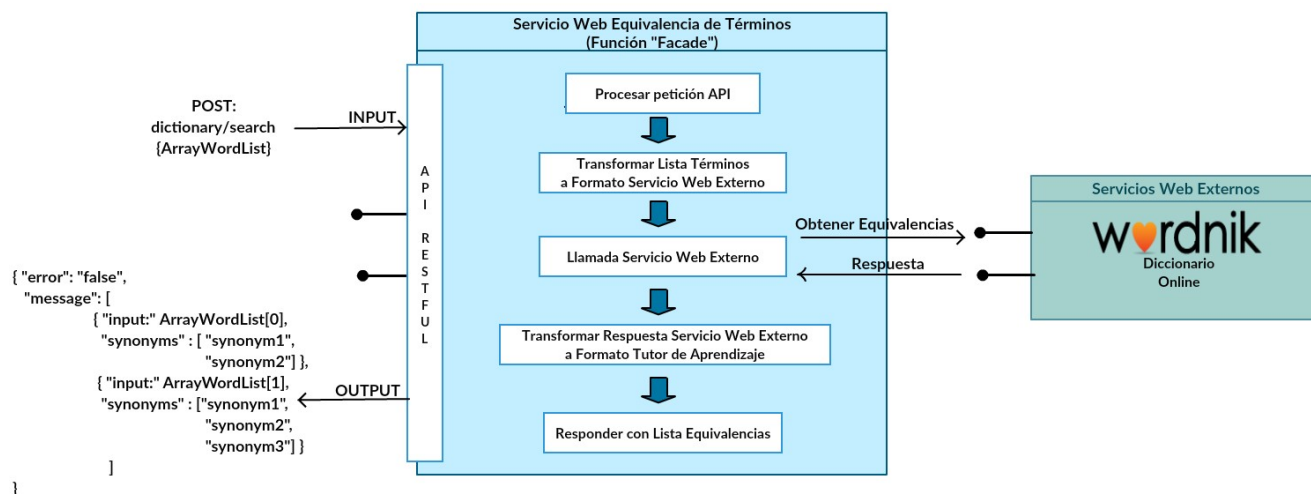 Servicio Web Equivalencia de Términos
(Función "Facade")
POST:
dictionary/search
{ArrayWordList}
INPUT
API RESTFUL
Procesar petición API
Transformar Lista Términos
a Formato Servicio Web Externo
Llamada Servicio Web Externo
Transformar Respuesta Servicio Web Externo
a Formato Tutor de Aprendizaje
Responder con Lista Equivalencias
Obtener Equivalencias
Respuesta
Servicios Web Externos
wordnik
Diccionario
Online
OUTPUT
{ "error": "false",
"message": [
{ "input:" ArrayWordList[0],
"synonyms" : [ "synonym1",
"synonym2"] },
{ "input:" ArrayWordList[1],
"synonyms" : ["synonym1",
"synonym2",
"synonym3"] }
]
}